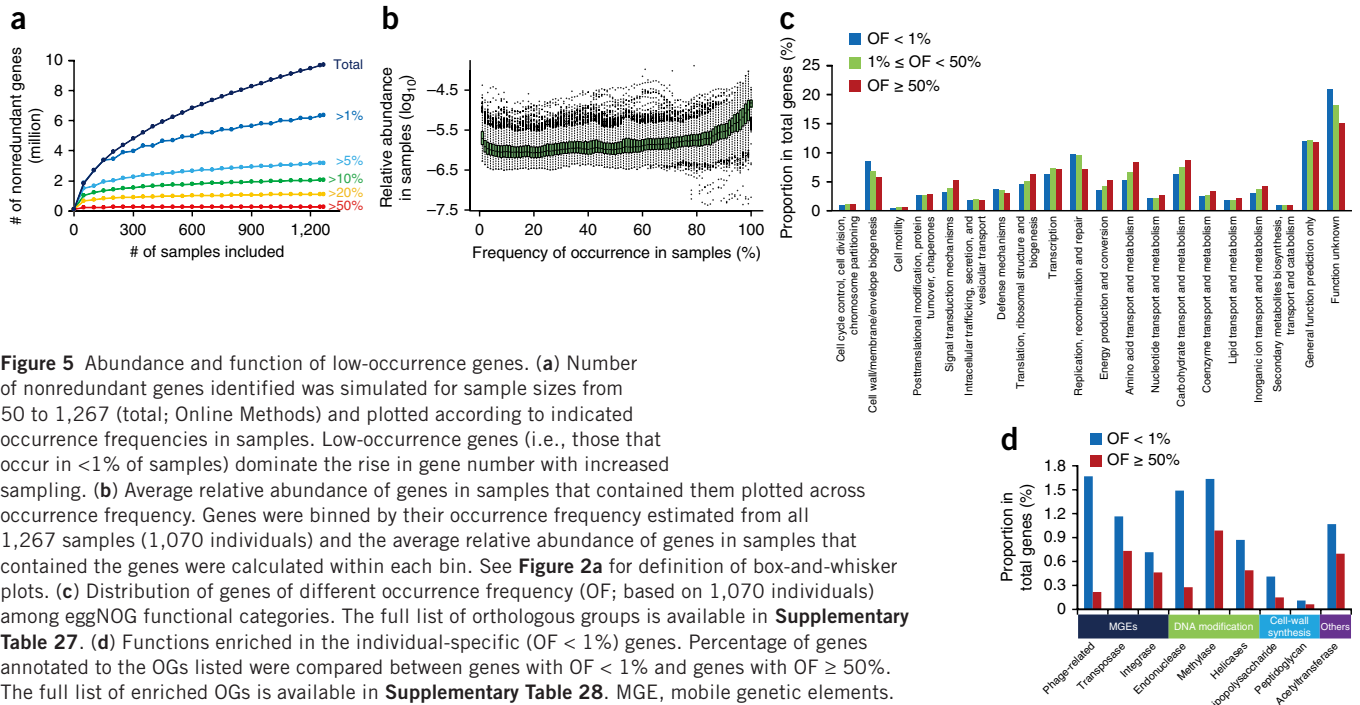 a
# of nonredundant genes
(million)
10
8
6
4
2
0
Total
>1%
>5%
>10%
>20%
>50%
0
300
600
900
1,200
# of samples included
b
Relative abundance
in samples (log10)
–4.5
–5.5
–6.5
–7.5
0
20
40
60
80
100
Frequency of occurrence in samples (%)
c
OF < 1%
1% ≤ OF < 50%
OF ≥ 50%
Proportion in total genes (%)
25
20
15
10
5
0
Cell cycle control, cell division,
chromosome partitioning
Cell wall/membrane/envelope biogenesis
Cell motility
Posttranslational modification, protein
turnover, chaperones
Signal transduction mechanisms
Intracellular trafficking, secretion, and
vesicular transport
Defense mechanisms
Translation, ribosomal structure and
biogenesis
Transcription
Replication, recombination and repair
Energy production and conversion
Amino acid transport and metabolism
Nucleotide transport and metabolism
Carbohydrate transport and metabolism
Coenzyme transport and metabolism
Lipid transport and metabolism
Inorganic ion transport and metabolism
Secondary metabolites biosynthesis,
transport and catabolism
General function prediction only
Function unknown
Figure 5 Abundance and function of low-occurrence genes. (a) Number
of nonredundant genes identified was simulated for sample sizes from
50 to 1,267 (total; Online Methods) and plotted according to indicated
occurrence frequencies in samples. Low-occurrence genes (i.e., those that
occur in <1% of samples) dominate the rise in gene number with increased
sampling. (b) Average relative abundance of genes in samples that contained them plotted across
occurrence frequency. Genes were binned by their occurrence frequency estimated from all
1,267 samples (1,070 individuals) and the average relative abundance of genes in samples that
contained the genes were calculated within each bin. See Figure 2a for definition of box-and-whisker
plots. (c) Distribution of genes of different occurrence frequency (OF; based on 1,070 individuals)
among eggNOG functional categories. The full list of orthologous groups is available in Supplementary
Table 27. (d) Functions enriched in the individual-specific (OF < 1%) genes. Percentage of genes
annotated to the OGs listed were compared between genes with OF < 1% and genes with OF ≥ 50%.
The full list of enriched OGs is available in Supplementary Table 28. MGE, mobile genetic elements.
d
OF < 1%
OF ≥ 50%
Proportion in
total genes (%)
1.8
1.5
1.2
0.9
0.6
0.3
0
MGEs
DNA modification
Cell-wall
synthesis
Others
Phage-related
Transposase
Integrase
Endonuclease
Methylase
Helicases
ipopolysaccharide
Peptidoglycan
Acetyltransferase